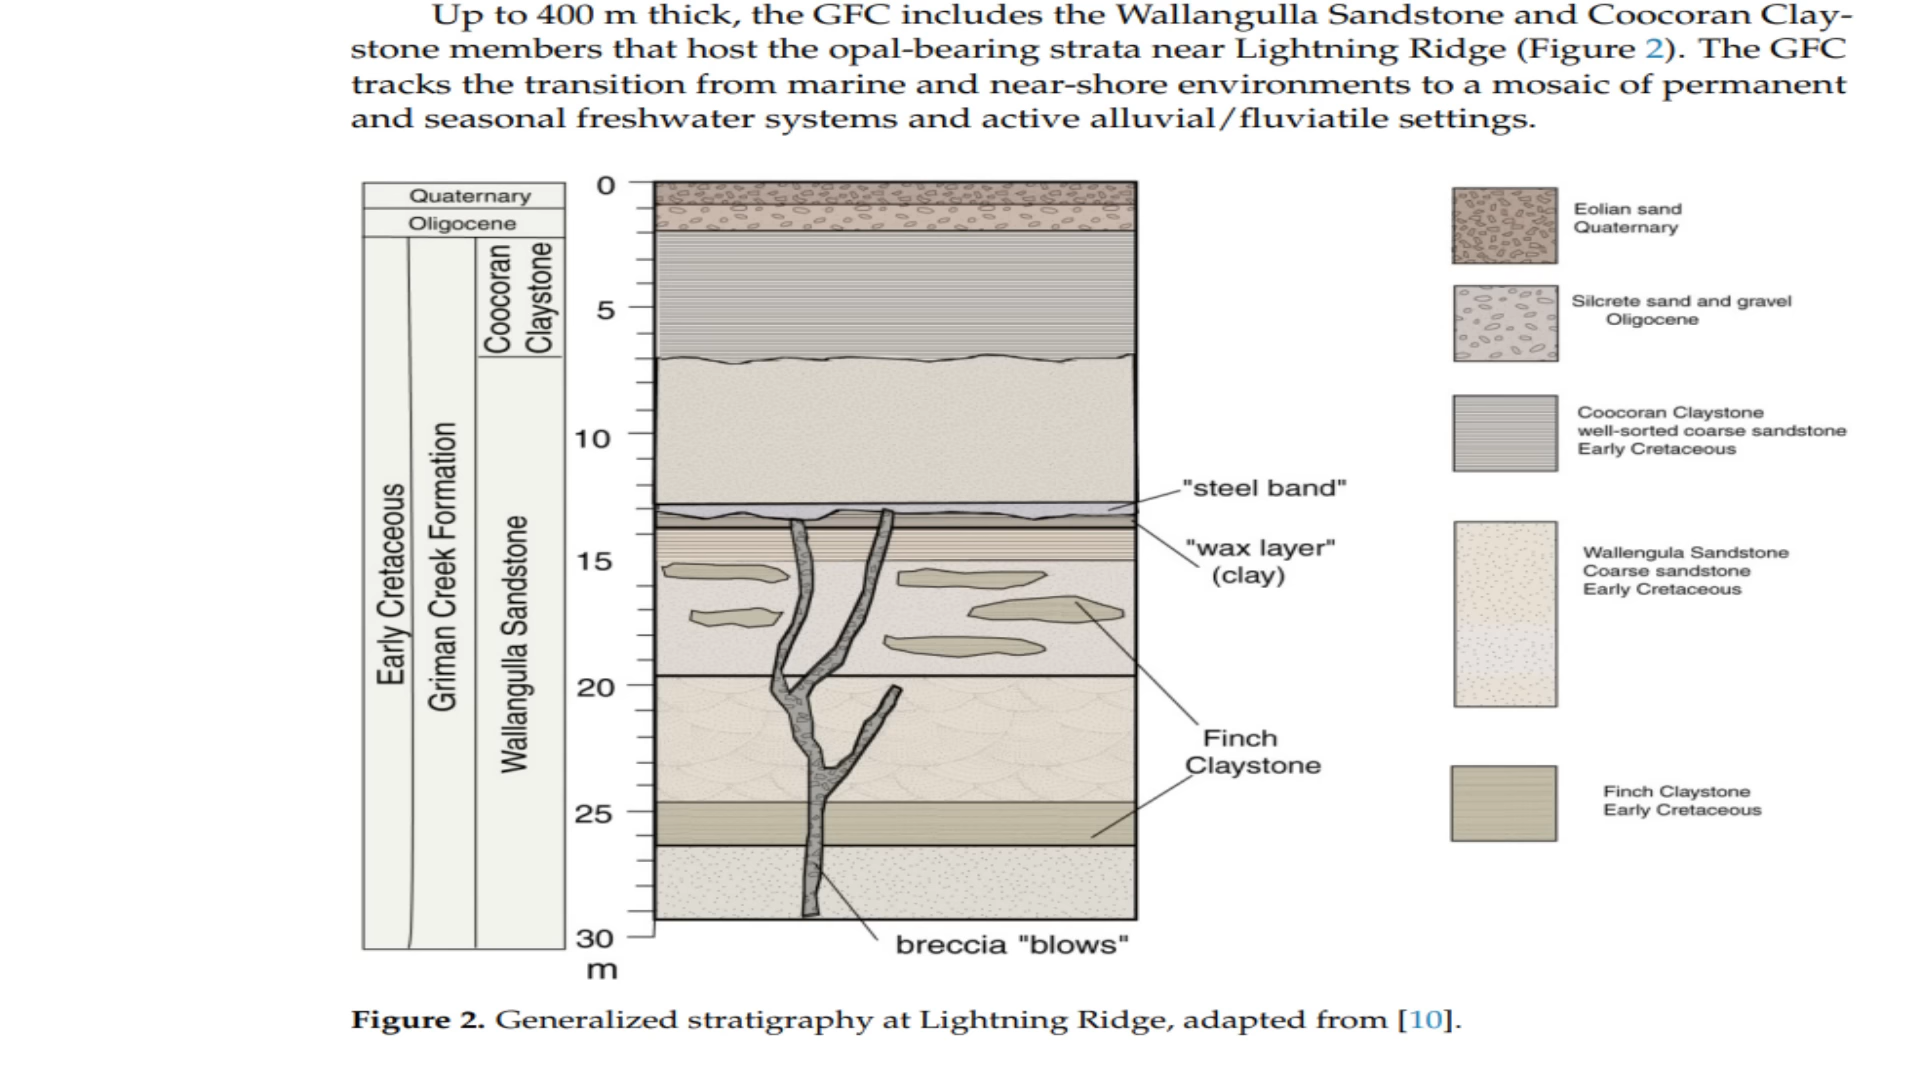 Up to 400 m thick, the GFC includes the Wallangulla Sandstone and Coocoran Clay-
stone members that host the opal-bearing strata near Lightning Ridge (Figure 2). The GFC
tracks the transition from marine and near-shore environments to a mosaic of permanent
and seasonal freshwater systems and active alluvial/fluviatile settings.
Quaternary
Oligocene
Early Cretaceous
Griman Creek Formation
Coocoran
Claystone
Wallangulla Sandstone
0
5
10
15
20
25
30
m
"steel band"
"wax layer"
(clay)
Finch
Claystone
breccia "blows"
Eolian sand
Quaternary
Silcrete sand and gravel
Oligocene
Coocoran Claystone
well-sorted coarse sandstone
Early Cretaceous
Wallengula Sandstone
Coarse sandstone
Early Cretaceous
Finch Claystone
Early Cretaceous
Figure 2. Generalized stratigraphy at Lightning Ridge, adapted from [10].